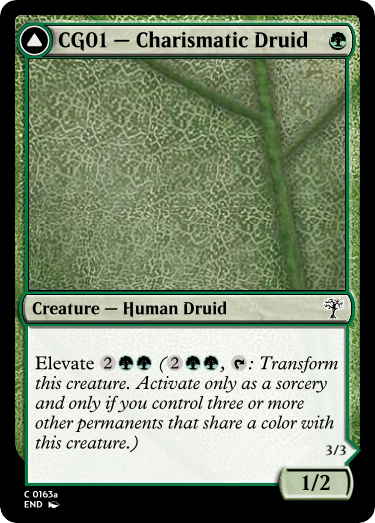 CG01 — Charismatic Druid
Creature — Human Druid
Elevate 2 (2, : Transform
this creature. Activate only as a sorcery
and only if you control three or more
other permanents that share a color with
this creature.)
3/3
1/2
C 0163a
END